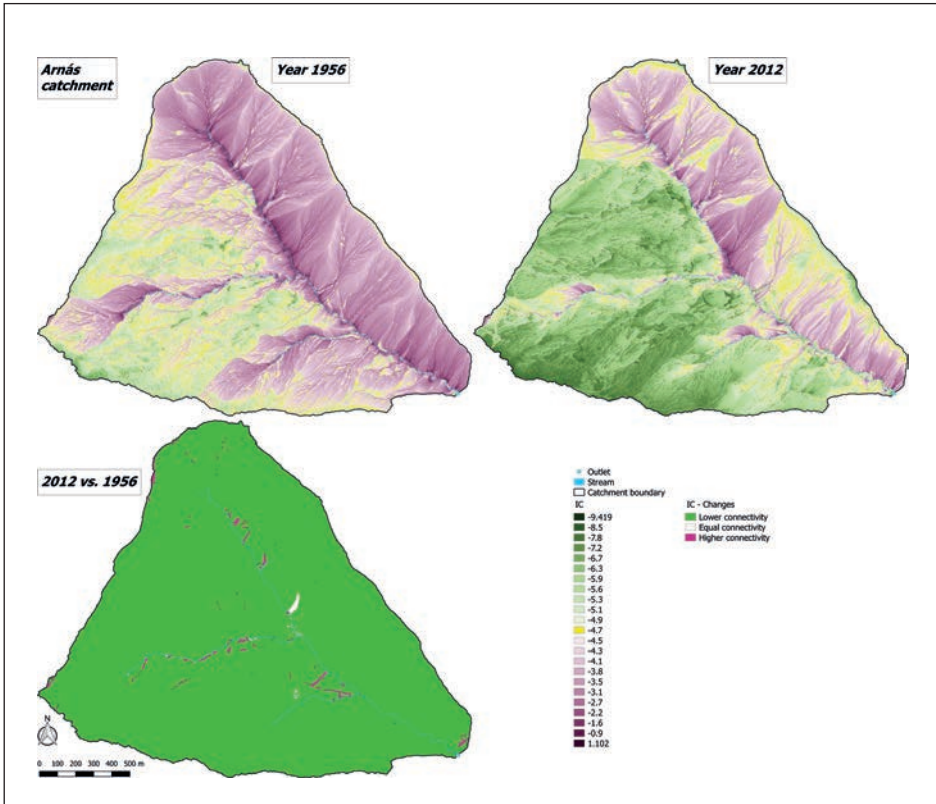 Arnás
catchment
Year 1956
Year 2012
2012 vs. 1956
Outlet
Stream
Catchment boundary
IC
-9.419
-8.5
-7.8
-7.2
-6.7
-6.3
-5.9
-5.6
-5.3
-5.1
-4.9
-4.7
-4.5
-4.3
-4.1
-3.8
-3.5
-3.1
-2.7
-2.2
-1.6
-0.9
1.102
IC - Changes
Lower connectivity
Equal connectivity
Higher connectivity
N
0 100 200 300 400 500 m